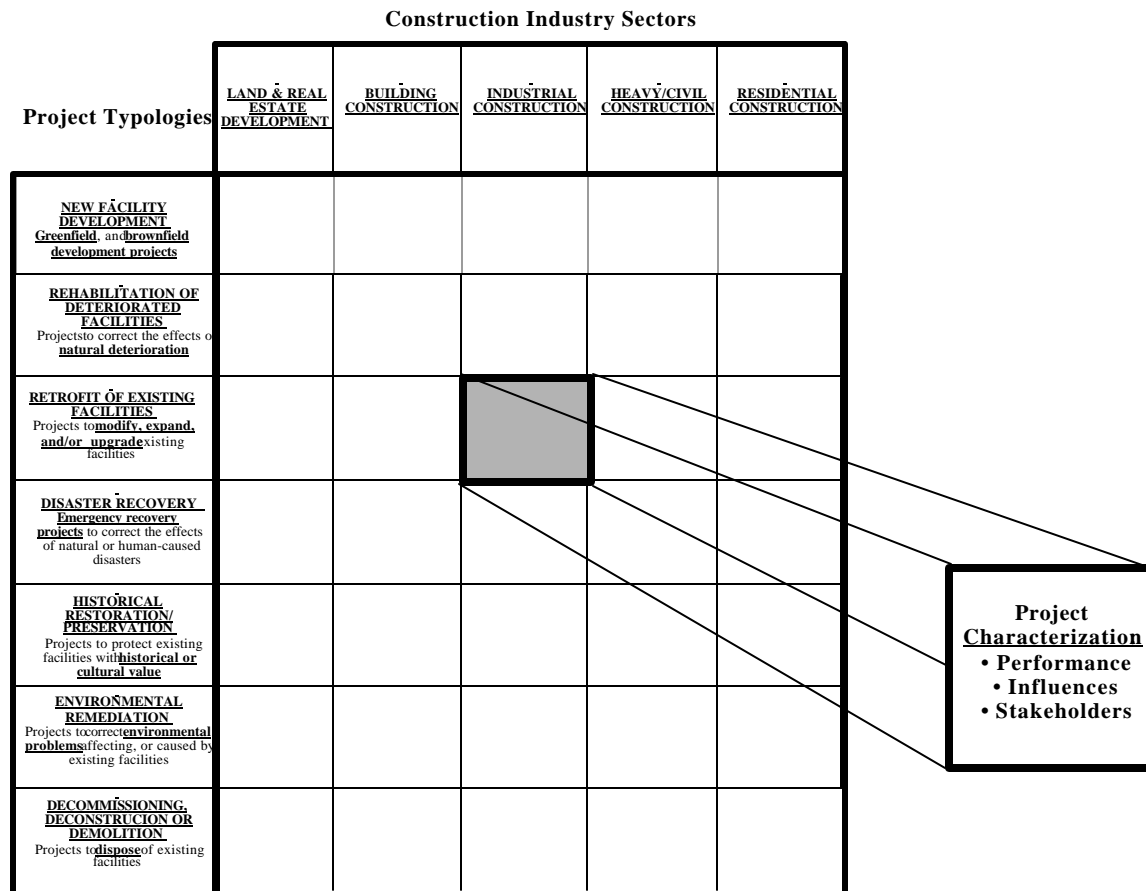 Construction Industry Sectors
Project Typologies
LAND & REAL
ESTATE
DEVELOPMENT
BUILDING
CONSTRUCTION
INDUSTRIAL
CONSTRUCTION
HEAVY/CIVIL
CONSTRUCTION
RESIDENTIAL
CONSTRUCTION
NEW FACILITY
DEVELOPMENT
Greenfield, and brownfield
development projects
REHABILITATION OF
DETERIORATED
FACILITIES
Projectsto correct the effects o
natural deterioration
RETROFIT OF EXISTING
FACILITIES
Projects to modify, expand,
and/or upgrade existing
facilities
DISASTER RECOVERY
Emergency recovery
projects to correct the effects
of natural or human-caused
disasters
HISTORICAL
RESTORATION/
PRESERVATION
Projects to protect existing
facilities with historical or
cultural value
ENVIRONMENTAL
REMEDIATION
Projects to correct environmental
problems affecting, or caused by
existing facilities
DECOMMISSIONING,
DECONSTRUCION OR
DEMOLITION
Projects to dispose of existing
facilities
Project
Characterization
• Performance
• Influences
• Stakeholders